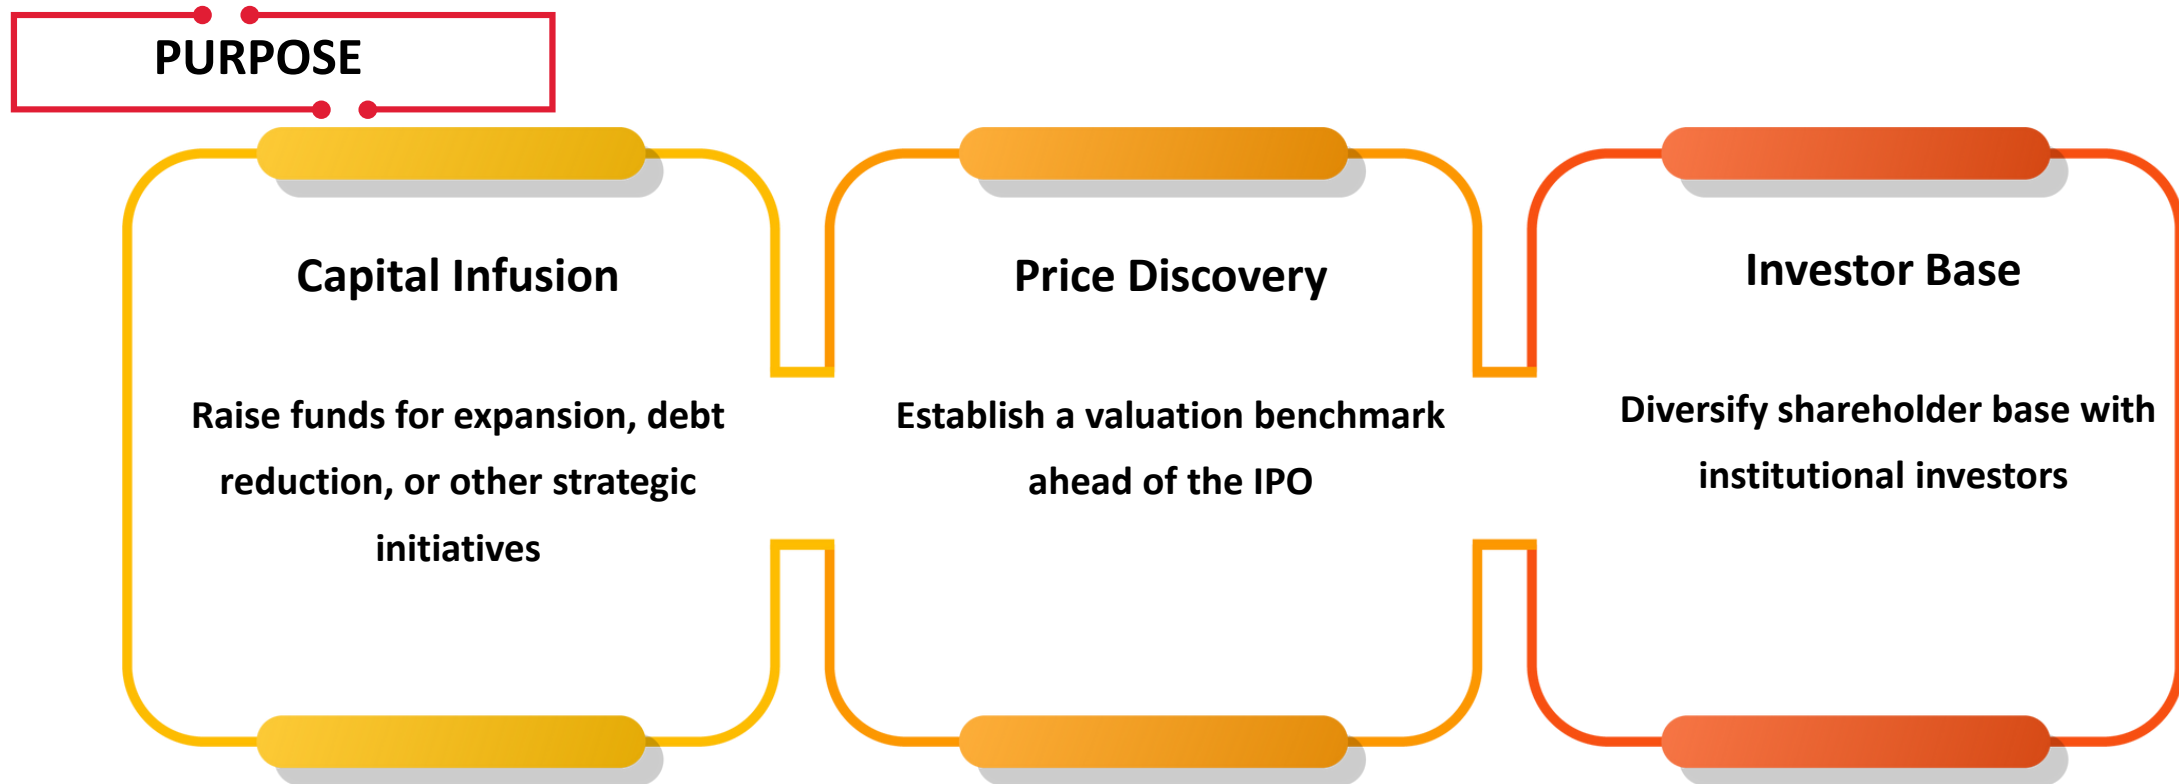 PURPOSE
Capital Infusion
Raise funds for expansion, debt
reduction, or other strategic
initiatives
Price Discovery
Establish a valuation benchmark
ahead of the IPO
Investor Base
Diversify shareholder base with
institutional investors